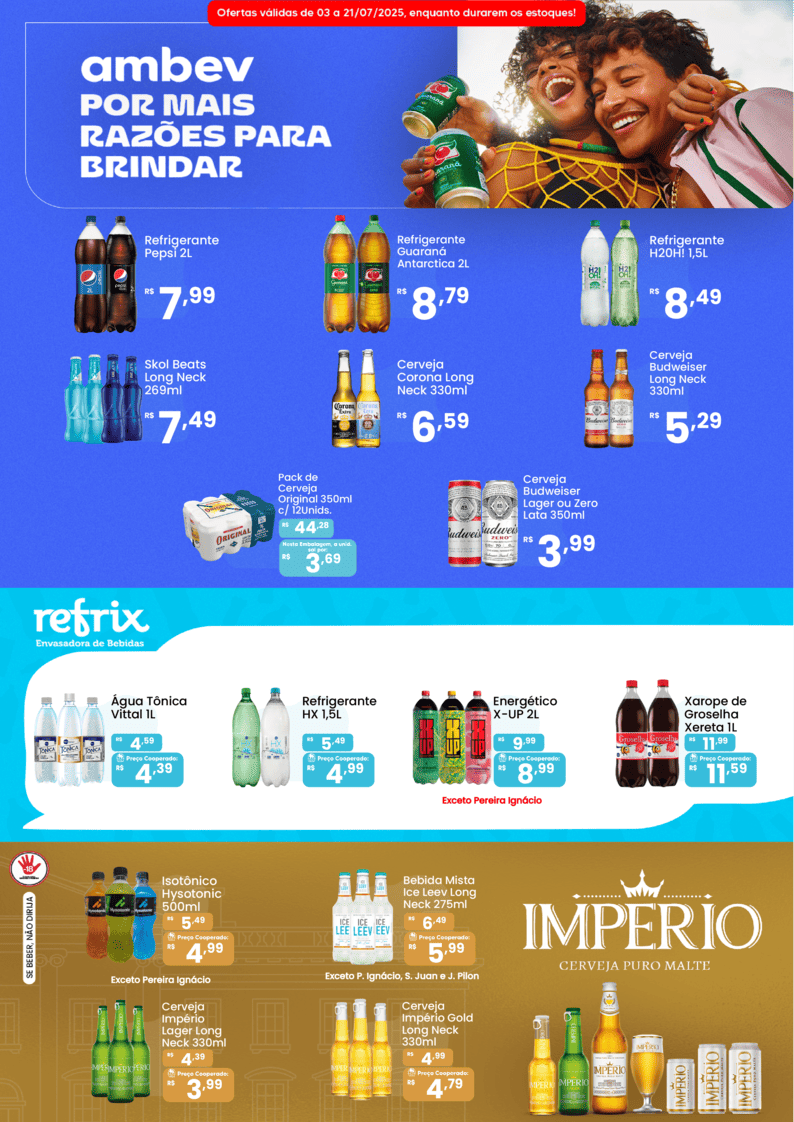 Ofertas válidas de 03 a 21/07/2025, enquanto durarem os estoques!
ambev
POR MAIS
RAZÕES PARA
BRINDAR
Refrigerante
Pepsi 2L
R$ 7,99
Refrigerante
Guaraná
Antarctica 2L
R$ 8,79
Refrigerante
H2OH! 1,5L
R$ 8,49
Skol Beats
Long Neck
269ml
R$ 7,49
Cerveja
Corona Long
Neck 330ml
R$ 6,59
Cerveja
Budweiser
Long Neck
330ml
R$ 5,29
Pack de
Cerveja
Original 350ml
c/ 12Unids.
R$ 44,28
Nesta Embalagem, a unid.
sai por:
R$ 3,69
Cerveja
Budweiser
Lager ou Zero
Lata 350ml
R$ 3,99
refrix
Envasadora de Bebidas
Água Tônica
Vittal 1L
R$ 4,59
Preço Cooperado:
R$ 4,39
Refrigerante
HX 1,5L
R$ 5,49
Preço Cooperado:
R$ 4,99
Energético
X-UP 2L
R$ 9,99
Preço Cooperado:
R$ 8,99
Exceto Pereira Ignácio
Xarope de
Groselha
Xereta 1L
R$ 11,99
Preço Cooperado:
R$ 11,59
-18
SE BEBER, NÃO DIRIJA
Isotônico
Hysotonic
500ml
R$ 5,49
Preço Cooperado:
R$ 4,99
Exceto Pereira Ignácio
Bebida Mista
Ice Leev Long
Neck 275ml
R$ 6,49
Preço Cooperado:
R$ 5,99
Exceto P. Ignácio, S. Juan e J. Pilon
IMPÉRIO
CERVEJA PURO MALTE
Cerveja
Império
Lager Long
Neck 330ml
R$ 4,39
Preço Cooperado:
R$ 3,99
Cerveja
Império Gold
Long Neck
330ml
R$ 4,99
Preço Cooperado:
R$ 4,79